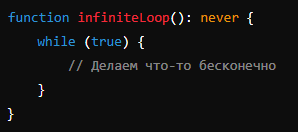 function infiniteLoop(): never {
    while (true) {
        // Делаем что-то бесконечно
    }
}